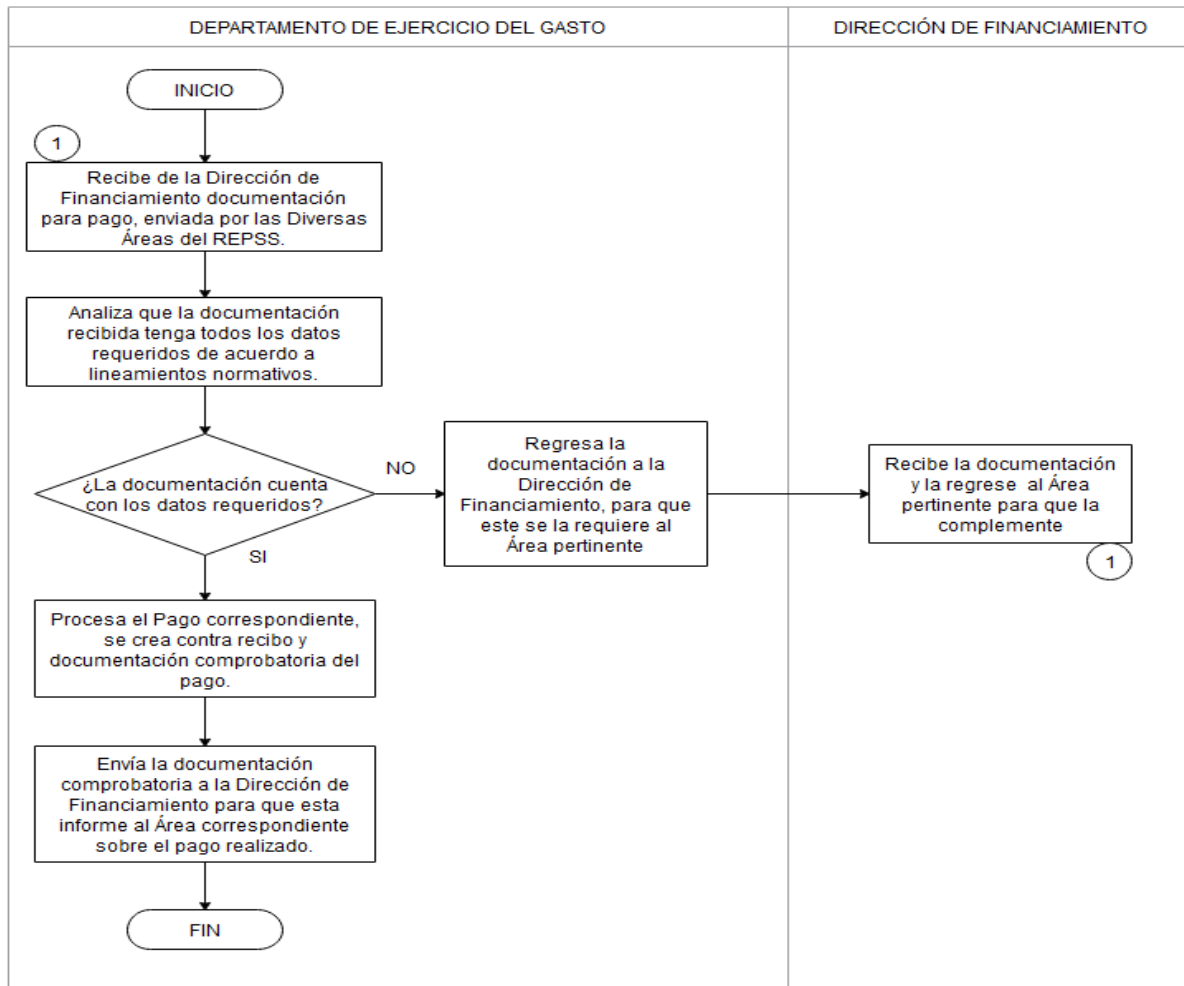 DEPARTAMENTO DE EJERCICIO DEL GASTO
DIRECCIÓN DE FINANCIAMIENTO
INICIO
1
Recibe de la Dirección de
Financiamiento documentación
para pago, enviada por las Diversas
Áreas del REPSS.
Analiza que la documentación
recibida tenga todos los datos
requeridos de acuerdo a
lineamientos normativos.
¿La documentación cuenta
con los datos requeridos?
NO
Regresa la
documentación a la
Dirección de
Financiamiento, para que
este se la requiere al
Área pertinente
Recibe la documentación
y la regrese al Área
pertinente para que la
complemente
1
SI
Procesa el Pago correspondiente,
se crea contra recibo y
documentación comprobatoria del
pago.
Envía la documentación
comprobatoria a la Dirección de
Financiamiento para que esta
informe al Área correspondiente
sobre el pago realizado.
FIN